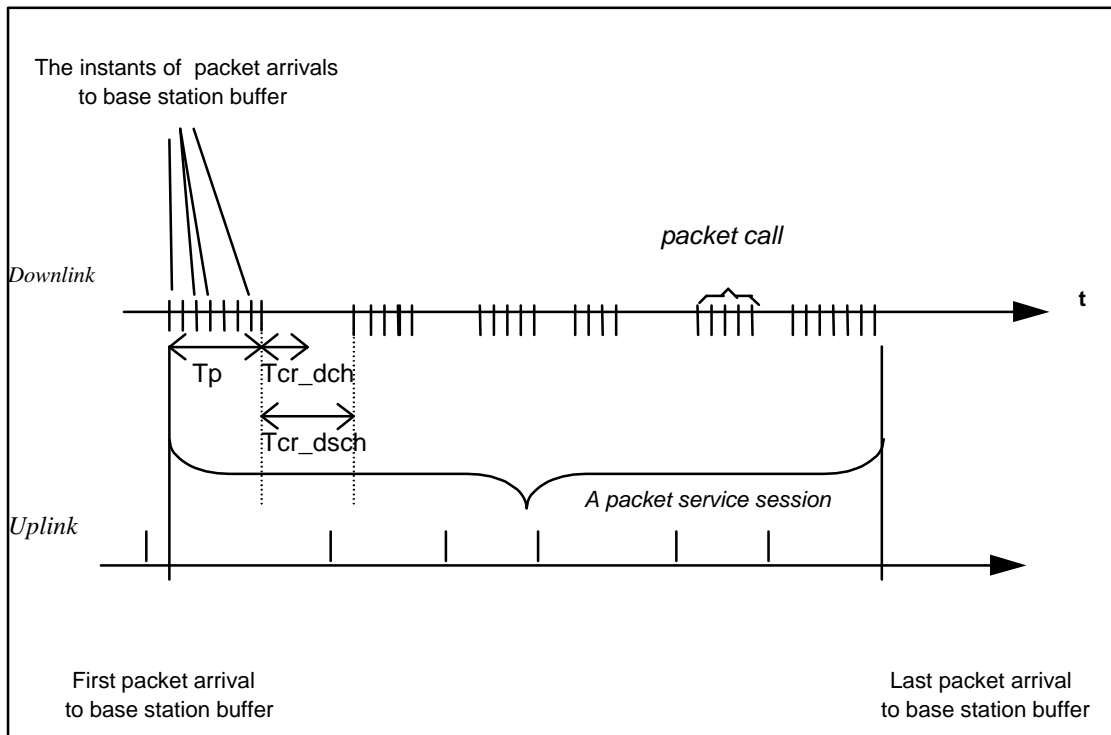 The instants of packet arrivals
to base station buffer
packet call
Downlink
t
Tp
Tcr_dch
Tcr_dsch
A packet service session
Uplink
First packet arrival
to base station buffer
Last packet arrival
to base station buffer